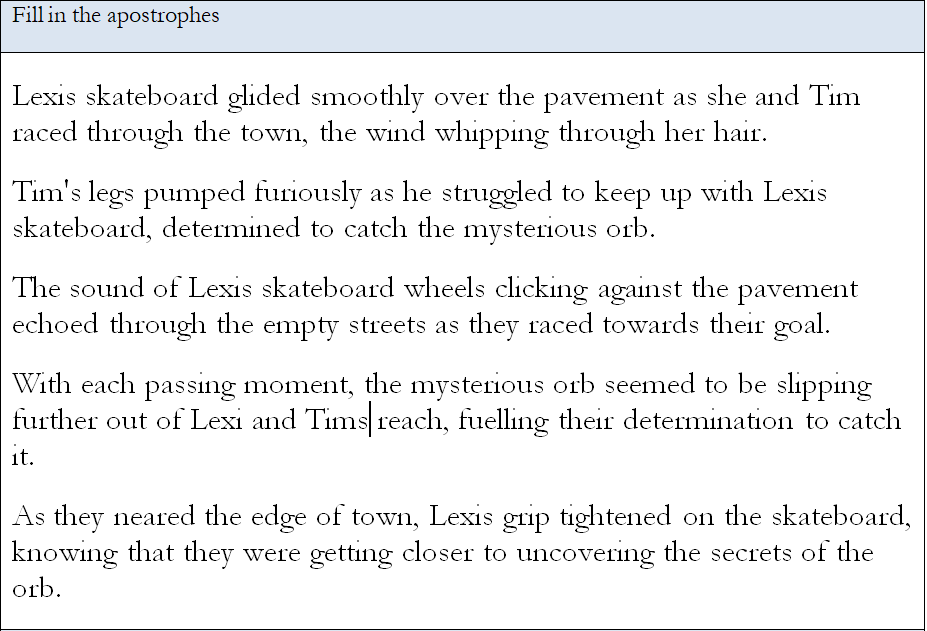 Fill in the apostrophes
Lexis skateboard glided smoothly over the pavement as she and Tim
raced through the town, the wind whipping through her hair.
Tim's legs pumped furiously as he struggled to keep up with Lexis
skateboard, determined to catch the mysterious orb.
The sound of Lexis skateboard wheels clicking against the pavement
echoed through the empty streets as they raced towards their goal.
With each passing moment, the mysterious orb seemed to be slipping
further out of Lexi and Tims reach, fuelling their determination to catch
it.
As they neared the edge of town, Lexis grip tightened on the skateboard,
knowing that they were getting closer to uncovering the secrets of the
orb.